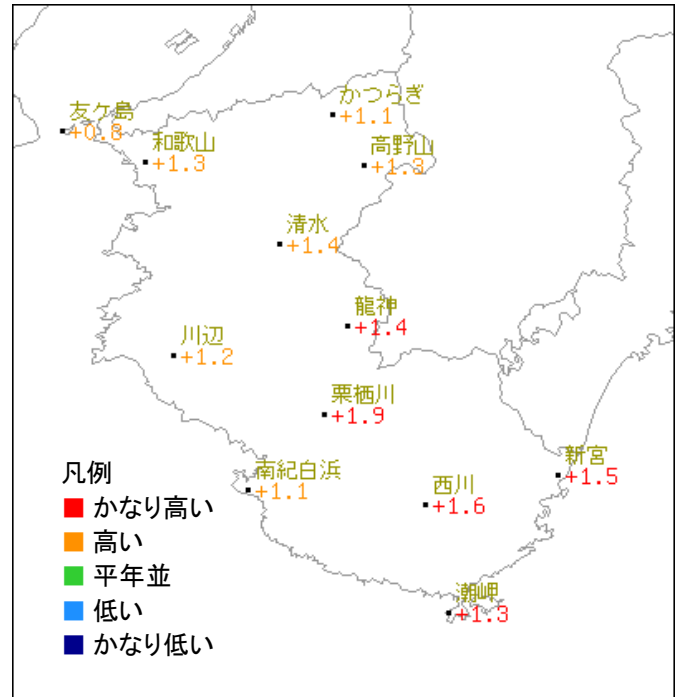 かつらぎ
+1.1
友ケ島
+0.8
和歌山
+1.3
高野山
+1.3
清水
+1.4
龍神
+1.4
川辺
+1.2
栗栖川
+1.9
南紀白浜
+1.1
西川
+1.6
新宮
+1.5
潮岬
+1.3
凡例
かなり高い
高い
平年並
低い
かなり低い